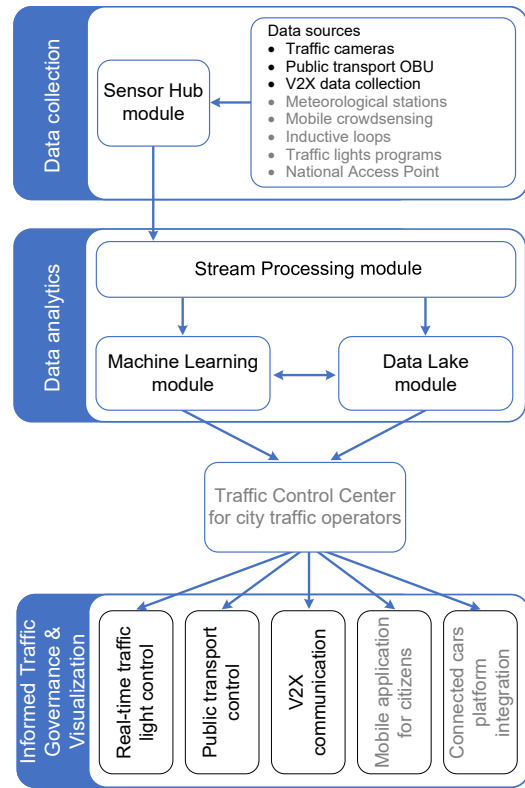 Data collection
Sensor Hub
module
Data sources
• Traffic cameras
• Public transport OBU
• V2X data collection
• Meteorological stations
• Mobile crowdsensing
• Inductive loops
• Traffic lights programs
• National Access Point
Data analytics
Stream Processing module
Machine Learning
module
Data Lake
module
Traffic Control Center
for city traffic operators
Informed Traffic
Governance &
Visualization
Real-time traffic
light control
Public transport
control
V2X
communication
Mobile application
for citizens
Connected cars
platform
integration